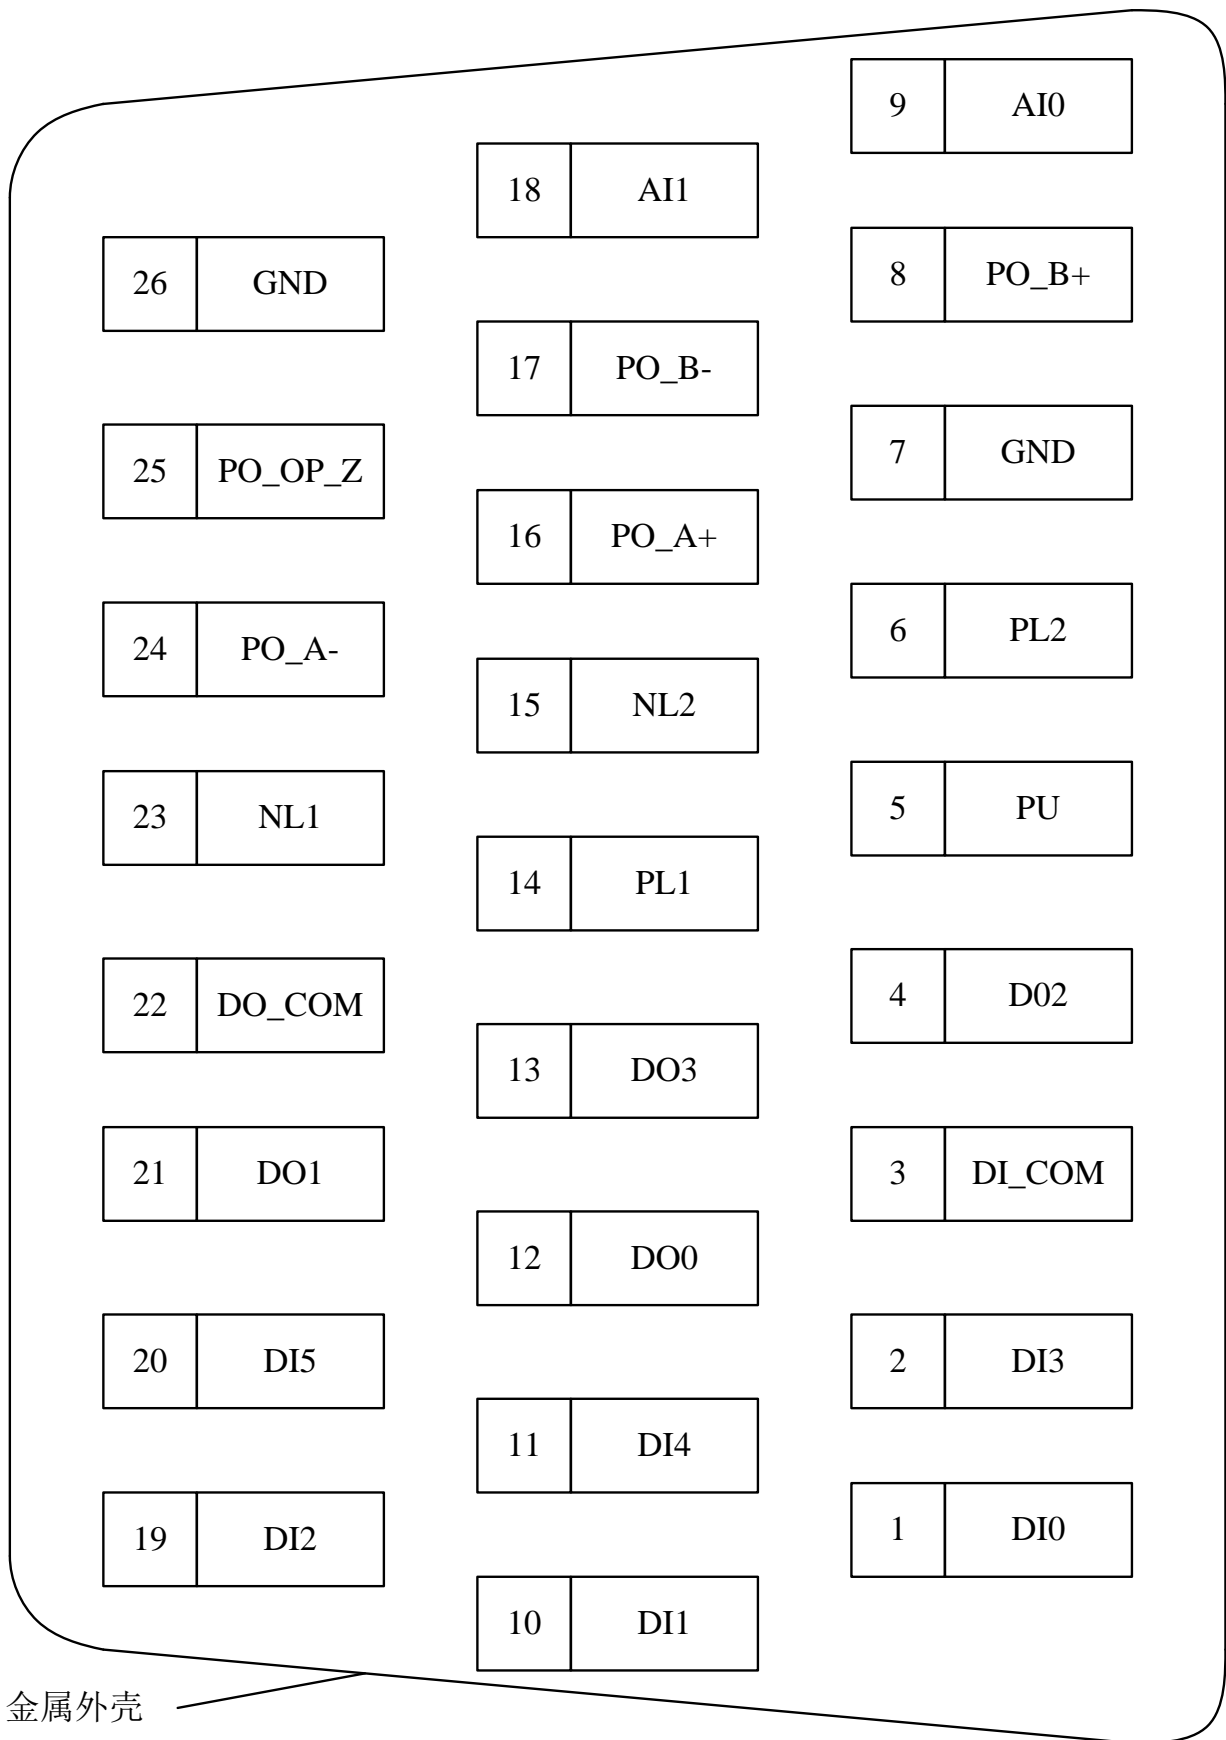 9 AI0
18 AI1
8 PO_B+
26 GND
17 PO_B-
7 GND
25 PO_OP_Z
16 PO_A+
6 PL2
24 PO_A-
15 NL2
5 PU
23 NL1
14 PL1
4 D02
22 DO_COM
13 DO3
3 DI_COM
21 DO1
12 DO0
2 DI3
20 DI5
11 DI4
1 DI0
19 DI2
10 DI1
金属外壳